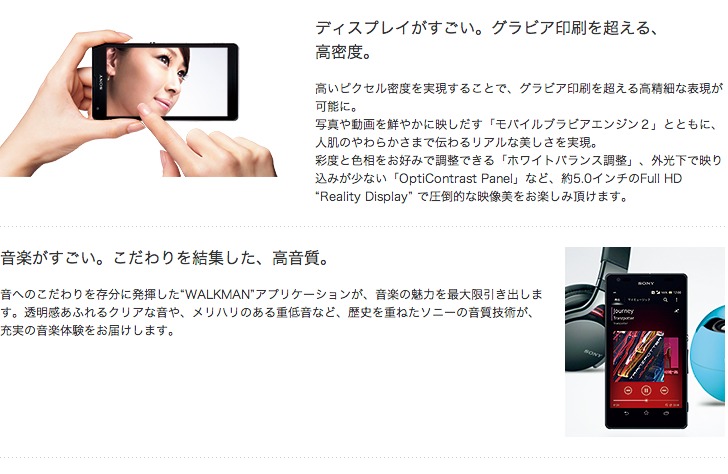 ディスプレイがすごい。グラビア印刷を超える、
高密度。
高いピクセル密度を実現することで、グラビア印刷を超える高精細な表現が
可能に。
写真や動画を鮮やかに映しだす「モバイルブラビアエンジン２」とともに、
人肌のやわらかさまで伝わるリアルな美しさを実現。
彩度と色相をお好みで調整できる「ホワイトバランス調整」、外光下で映り
込みが少ない「OptiContrast Panel」など、約5.0インチのFull HD
“Reality Display” で圧倒的な映像美をお楽しみ頂けます。
SONY
音楽がすごい。こだわりを結集した、高音質。
音へのこだわりを存分に発揮した“WALKMAN”アプリケーションが、音楽の魅力を最大限引き出しま
す。透明感あふれるクリアな音や、メリハリのある重低音など、歴史を重ねたソニーの音質技術が、
充実の音楽体験をお届けします。
SONY
Journey
SONY